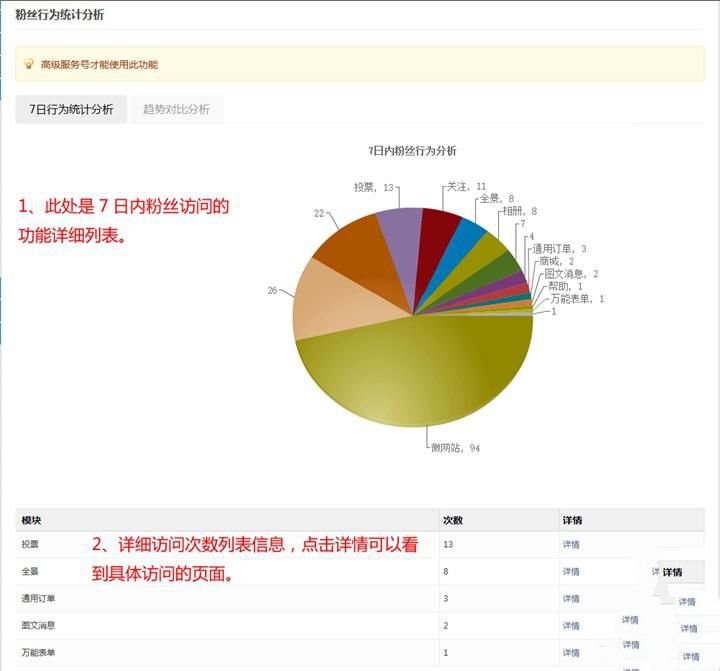 粉丝行为统计分析
高级服务号才能使用此功能
7日行为统计分析 趋势对比分析
7日内粉丝行为分析
1、此处是 7 日内粉丝访问的
功能详细列表。
投票, 13
关注, 11
全景, 8
相册, 8
7
4
通用订单, 3
商城, 2
图文消息, 2
帮助, 1
万能表单, 1
1
22
26
微网站, 94
模块 次数 详情
投票 13 详情
2、详细访问次数列表信息，点击详情可以看
到具体访问的页面。
全景 8 详情 详情
通用订单 3 详情 详情
图文消息 2 详情 详情 详情
万能表单 1 详情 详情 详情